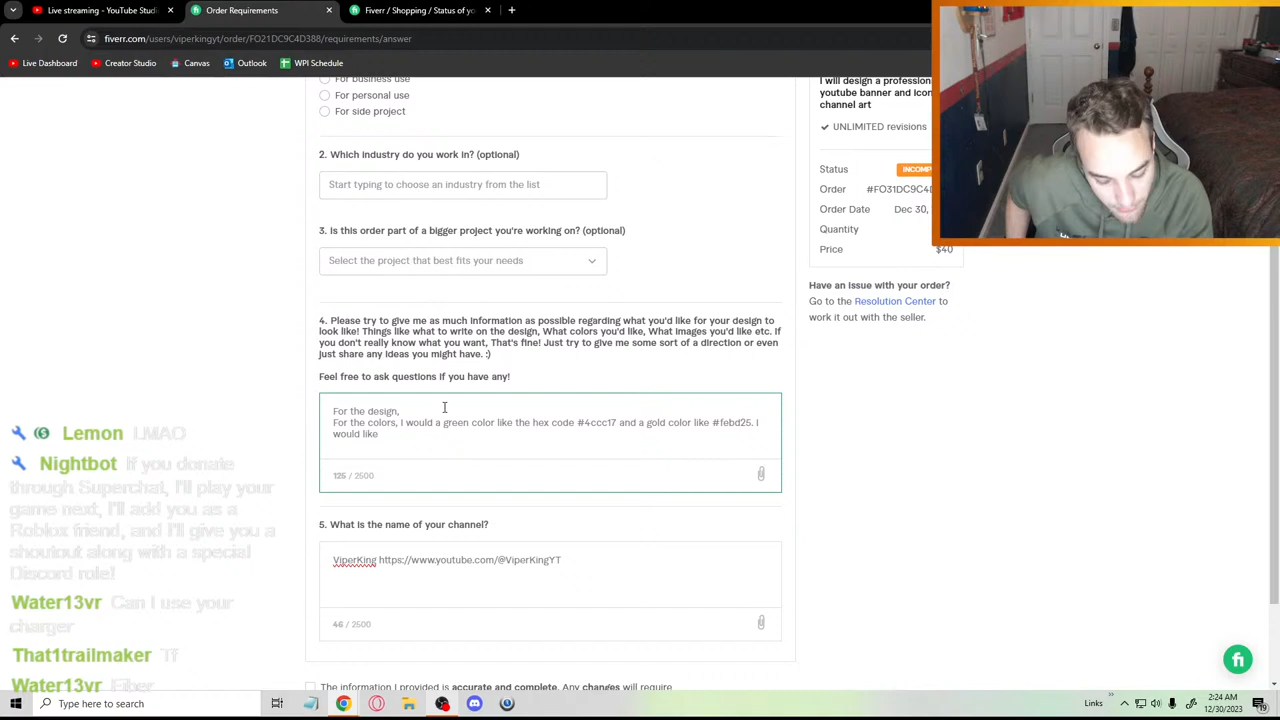 Live streaming - YouTube Studio
Order Requirements
Fiverr / Shopping / Status of yo
fiverr.com/users/viperkingyt/order/FO21DC9C4D388/requirements/answer
Live Dashboard
Creator Studio
Canvas
Outlook
WPI Schedule
For business use
For personal use
For side project
2. Which industry do you work in? (optional)
Start typing to choose an industry from the list
3. Is this order part of a bigger project you're working on? (optional)
Select the project that best fits your needs
4. Please try to give me as much information as possible regarding what you'd like for your design to
look like! Things like what to write on the design, What colors you'd like, What images you'd like etc. If
you don't really know what you want, That's fine! Just try to give me some sort of a direction or even
just share any ideas you might have. :)
Feel free to ask questions if you have any!
For the design,
For the colors, I would a green color like the hex code #4ccc17 and a gold color like #febd25. I
would like
125 / 2500
5. What is the name of your channel?
ViperKing https://www.youtube.com/@ViperKingYT
46 / 2500
The information I provided is accurate and complete. Any changes will require
I will design a profession
youtube banner and icon
channel art
UNLIMITED revisions
Status
INCOMP
Order
#FO31DC9C4D
Order Date
Dec 30,
Quantity
Price
$40
Have an issue with your order?
Go to the Resolution Center to
work it out with the seller.
Lemon LMAO
Nightbot If you donate
through Superchat, I'll play your
game next, I'll add you as a
Roblox friend, and I'll give you a
shoutout along with a special
Discord role!
Water13vr Can I use your
charger
That1trailmaker Tf
Water13vr Fiber
fi
Type here to search
Links
2:24 AM
12/30/2023
19